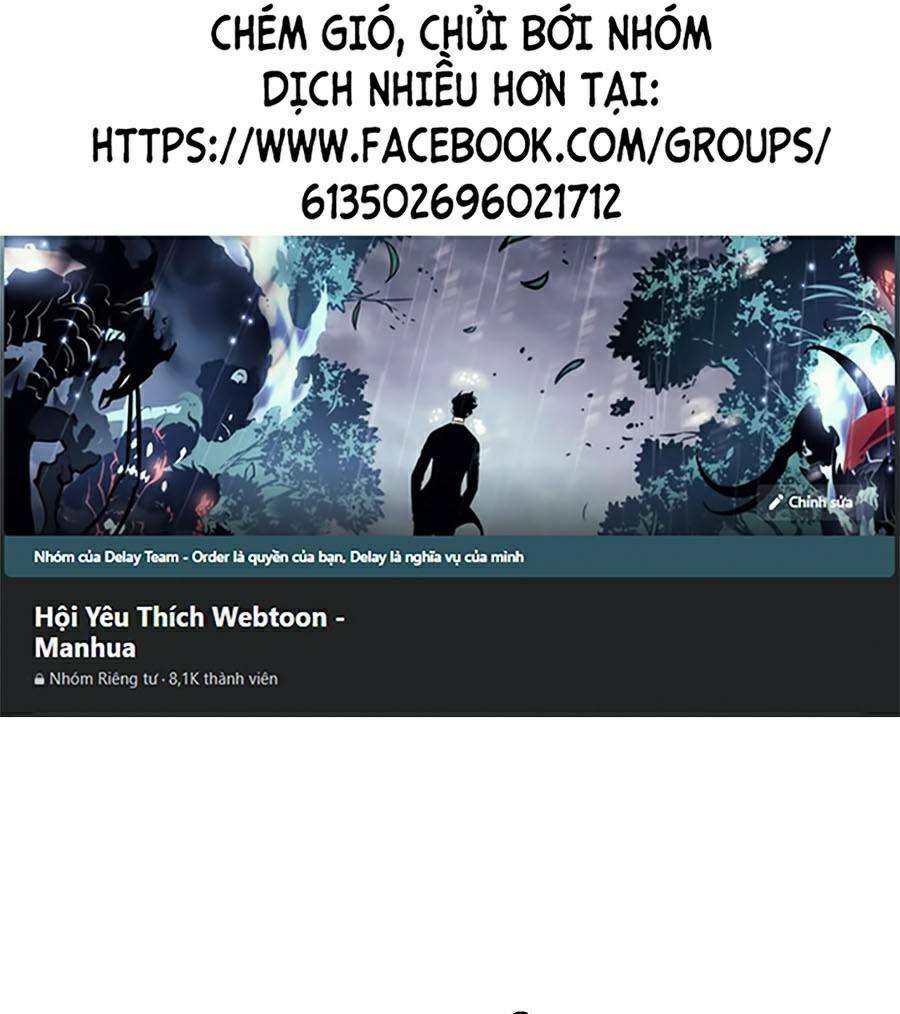 CHÉM GIÓ, CHỬI BỚI NHÓM
DỊCH NHIỀU HƠN TẠI:
HTTPS://WWW.FACEBOOK.COM/GROUPS/
613502696021712
Chỉnh sửa
Nhóm của Delay Team - Order là quyền của bạn, Delay là nghĩa vụ của mình
Hội Yêu Thích Webtoon -
Manhua
Nhóm Riêng tư · 8,1K thành viên